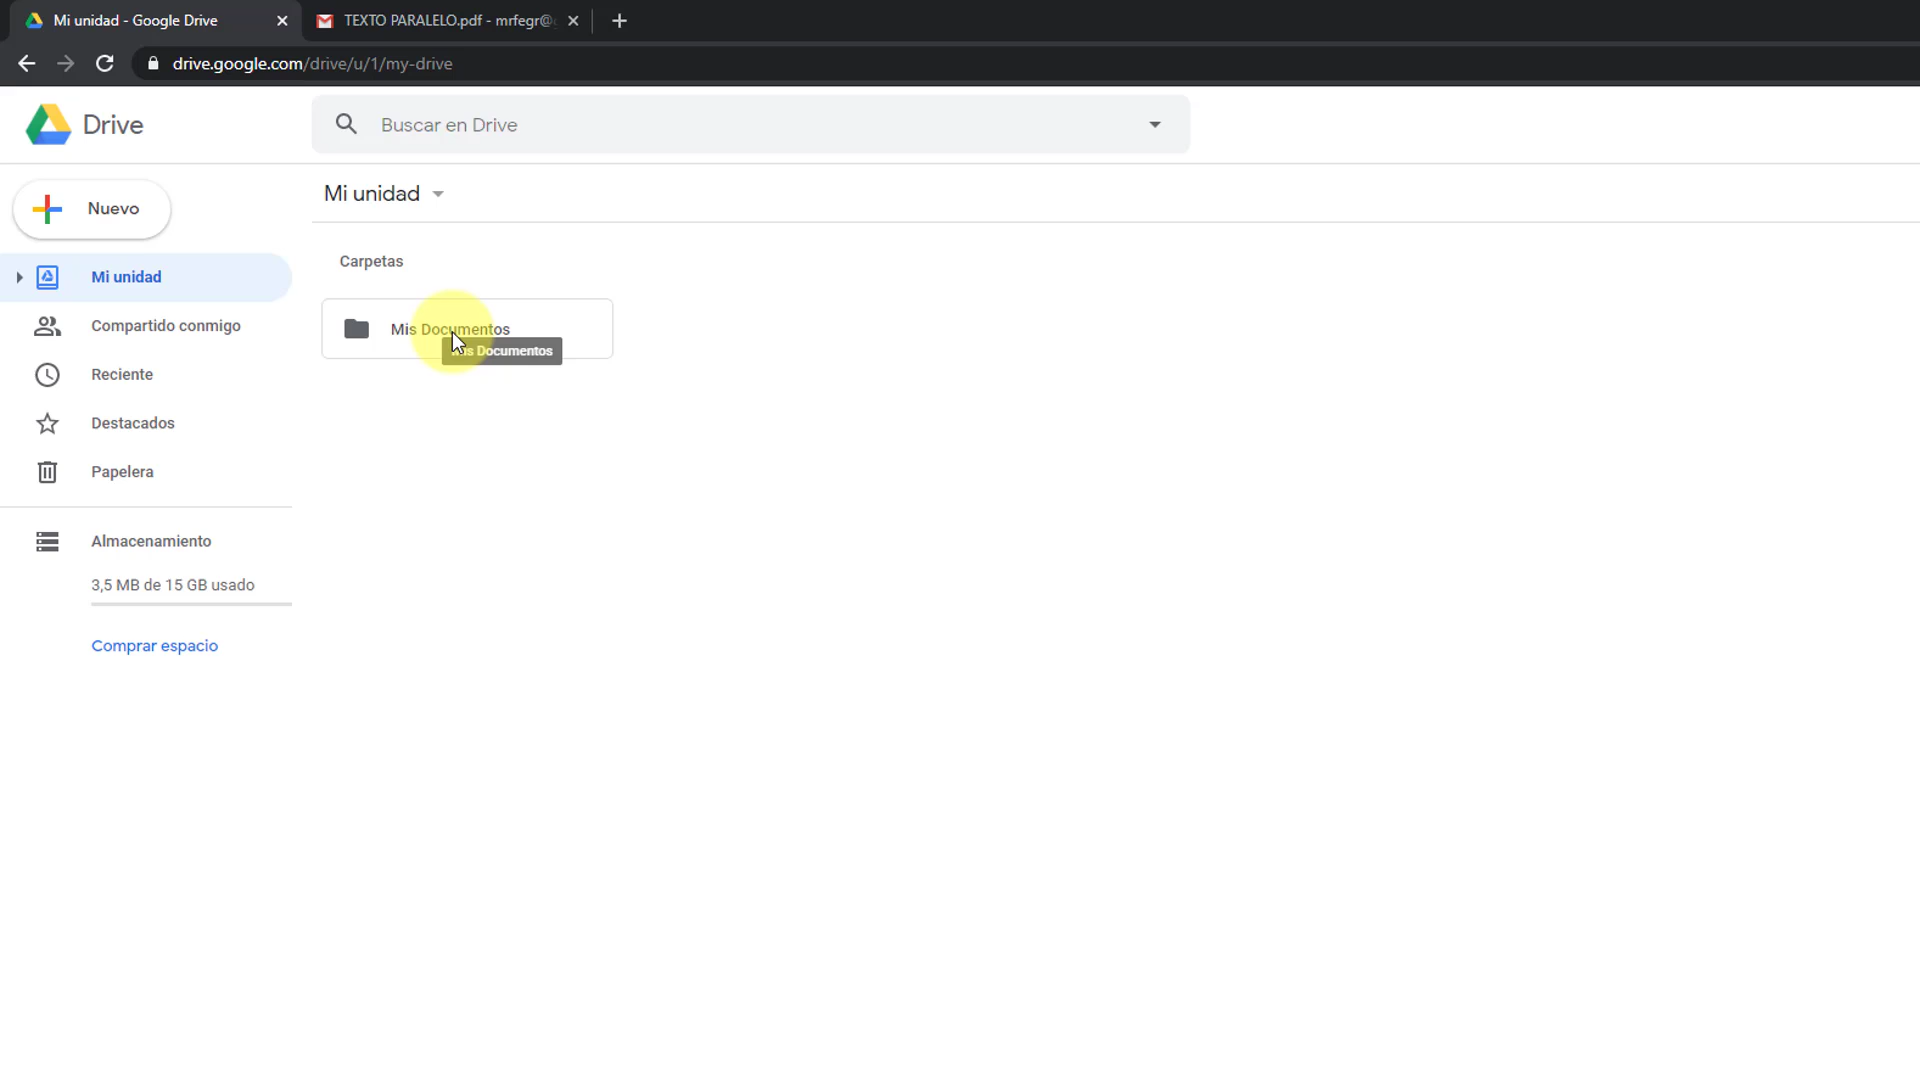 Mi unidad - Google Drive
TEXTO PARALELO.pdf - mrfegr@
drive.google.com/drive/u/1/my-drive
Drive
Buscar en Drive
Nuevo
Mi unidad
Carpetas
Mi unidad
Mis Documentos
Documentos
Compartido conmigo
Reciente
Destacados
Papelera
Almacenamiento
3,5 MB de 15 GB usado
Comprar espacio